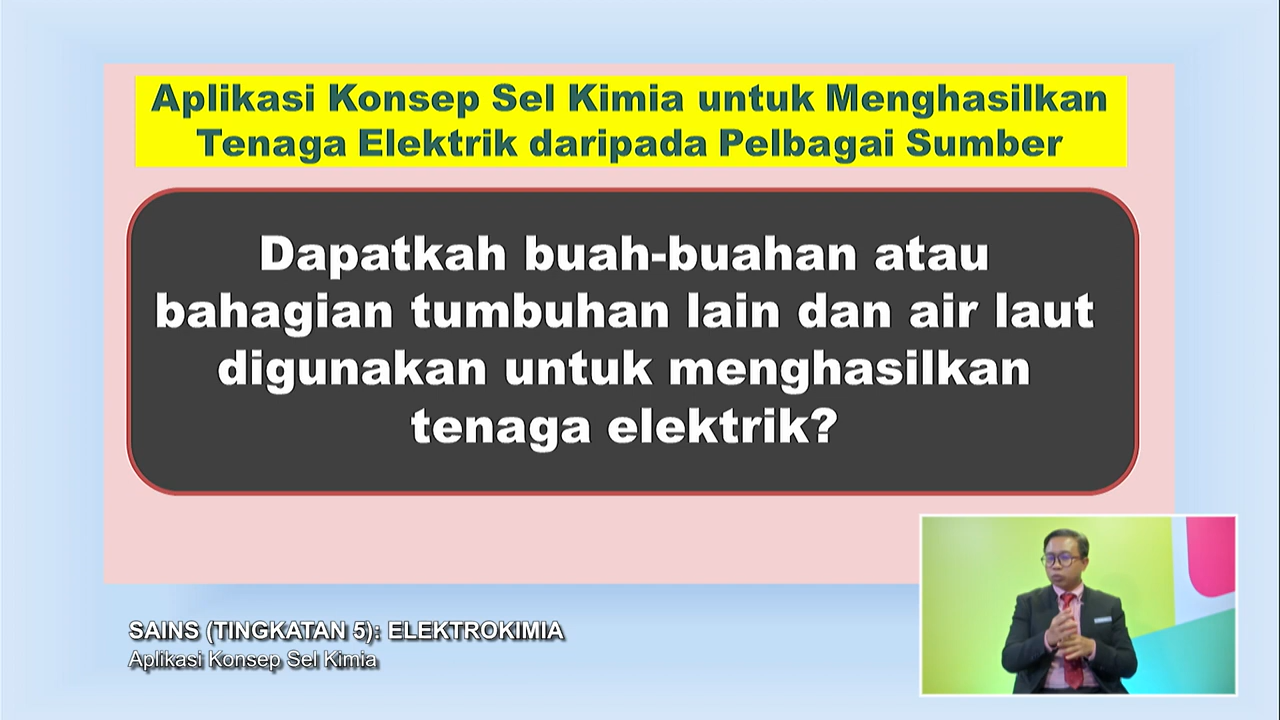 Aplikasi Konsep Sel Kimia untuk Menghasilkan
Tenaga Elektrik daripada Pelbagai Sumber
Dapatkah buah-buahan atau
bahagian tumbuhan lain dan air laut
digunakan untuk menghasilkan
tenaga elektrik?
SAINS (TINGKATAN 5): ELEKTROKIMIA
Aplikasi Konsep Sel Kimia